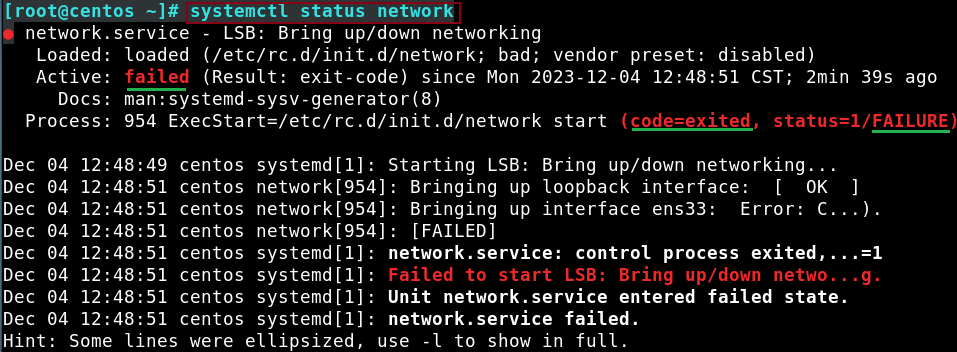 [root@centos ~]# systemctl status network
● network.service - LSB: Bring up/down networking
   Loaded: loaded (/etc/rc.d/init.d/network; bad; vendor preset: disabled)
   Active: failed (Result: exit-code) since Mon 2023-12-04 12:48:51 CST; 2min 39s ago
     Docs: man:systemd-sysv-generator(8)
  Process: 954 ExecStart=/etc/rc.d/init.d/network start (code=exited, status=1/FAILURE)

Dec 04 12:48:49 centos systemd[1]: Starting LSB: Bring up/down networking...
Dec 04 12:48:51 centos network[954]: Bringing up loopback interface:  [  OK  ]
Dec 04 12:48:51 centos network[954]: Bringing up interface ens33:  Error: C...).
Dec 04 12:48:51 centos network[954]: [FAILED]
Dec 04 12:48:51 centos systemd[1]: network.service: control process exited,...=1
Dec 04 12:48:51 centos systemd[1]: Failed to start LSB: Bring up/down netwo...g.
Dec 04 12:48:51 centos systemd[1]: Unit network.service entered failed state.
Dec 04 12:48:51 centos systemd[1]: network.service failed.
Hint: Some lines were ellipsized, use -l to show in full.